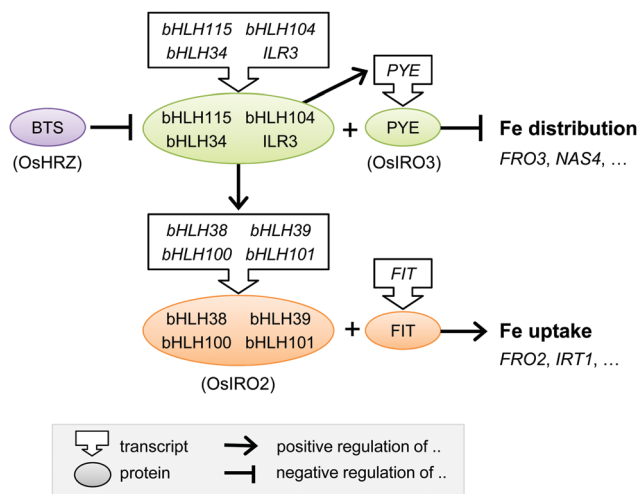 bHLH115 bHLH104
bHLH34 ILR3
PYE
BTS
bHLH115 bHLH104
bHLH34 ILR3
+
PYE
Fe distribution
(OsHRZ)
(OsIRO3)
FRO3, NAS4, ...
bHLH38 bHLH39
bHLH100 bHLH101
FIT
bHLH38 bHLH39
bHLH100 bHLH101
+
FIT
Fe uptake
(OsIRO2)
FRO2, IRT1, ...
transcript
positive regulation of ..
protein
negative regulation of ..